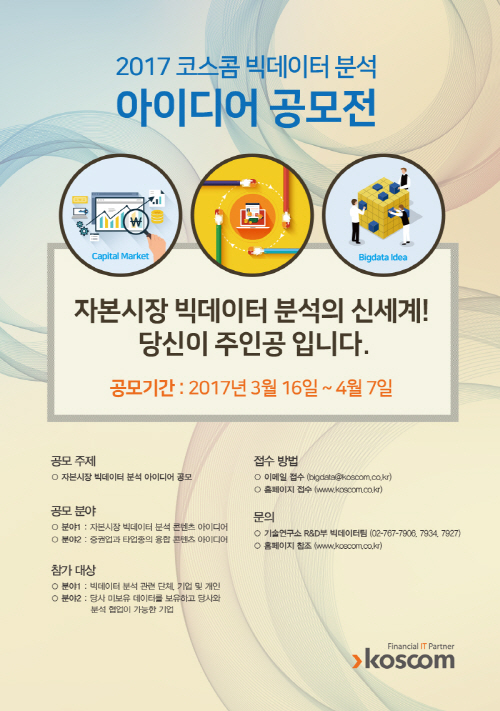 2017 코스콤 빅데이터 분석
아이디어 공모전
Capital Market
Bigdata Idea
자본시장 빅데이터 분석의 신세계!
당신이 주인공 입니다.
공모기간 : 2017년 3월 16일 ~ 4월 7일
공모 주제
○ 자본시장 빅데이터 분석 아이디어 공모
공모 분야
○ 분야1 : 자본시장 빅데이터 분석 콘텐츠 아이디어
○ 분야2 : 증권업과 타업종의 융합 콘텐츠 아이디어
참가 대상
○ 분야1 : 빅데이터 분석 관련 단체, 기업 및 개인
○ 분야2 : 당사 미보유 데이터를 보유하고 당사와
분석 협업이 가능한 기업
접수 방법
○ 이메일 접수 (bigdata@koscom.co.kr)
○ 홈페이지 접수 (www.koscom.co.kr)
문의
○ 기술연구소 R&D부 빅데이터팀 (02-767-7906, 7934, 7927)
○ 홈페이지 참조 (www.koscom.co.kr)
Financial IT Partner
koscom